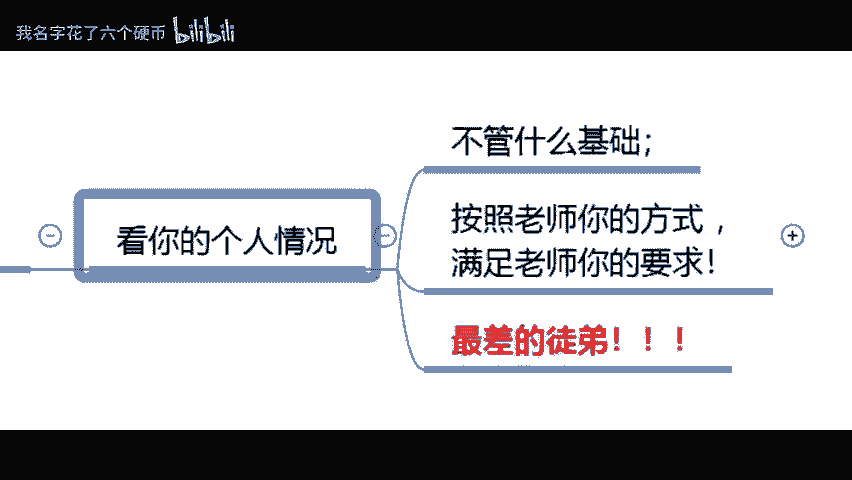 我名字花了六个硬币 bilibili
不管什么基础；
看你的个人情况
按照老师你的方式，
满足老师你的要求！
最差的徒弟！！！